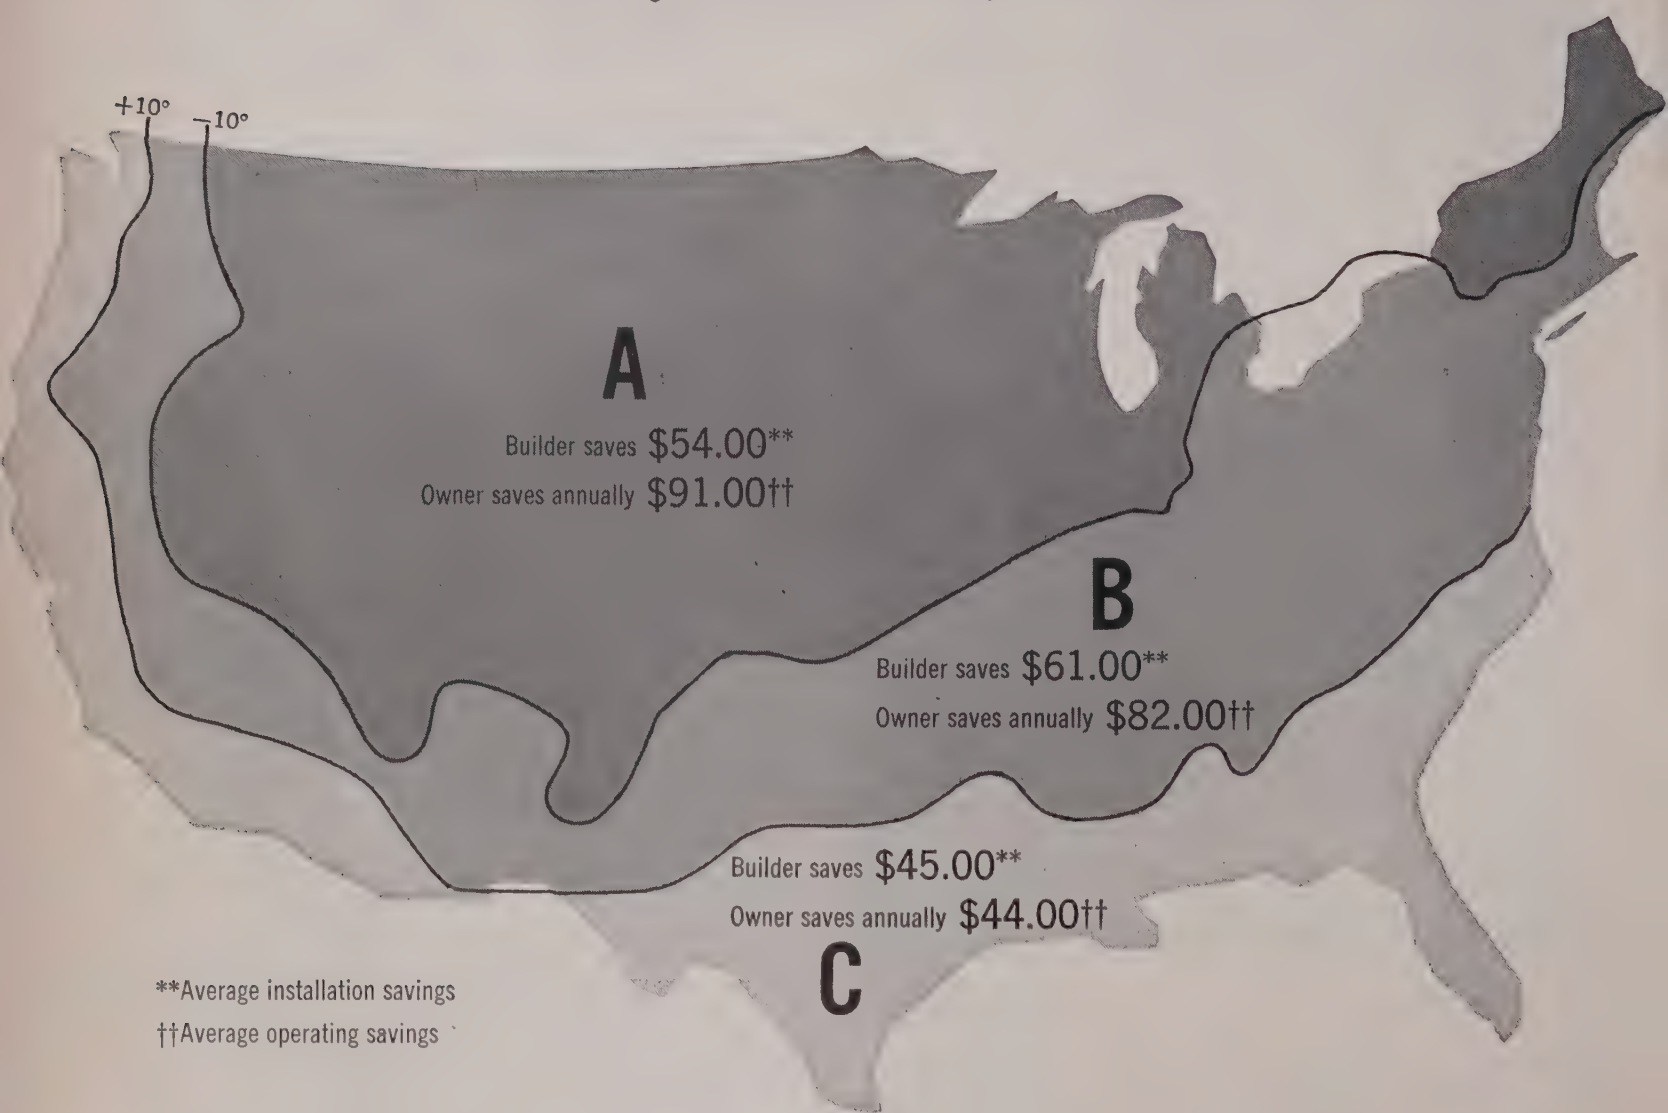 +10°
−10°
A
Builder saves $54.00**
Owner saves annually $91.00††
B
Builder saves $61.00**
Owner saves annually $82.00††
Builder saves $45.00**
Owner saves annually $44.00††
C
**Average installation savings
††Average operating savings